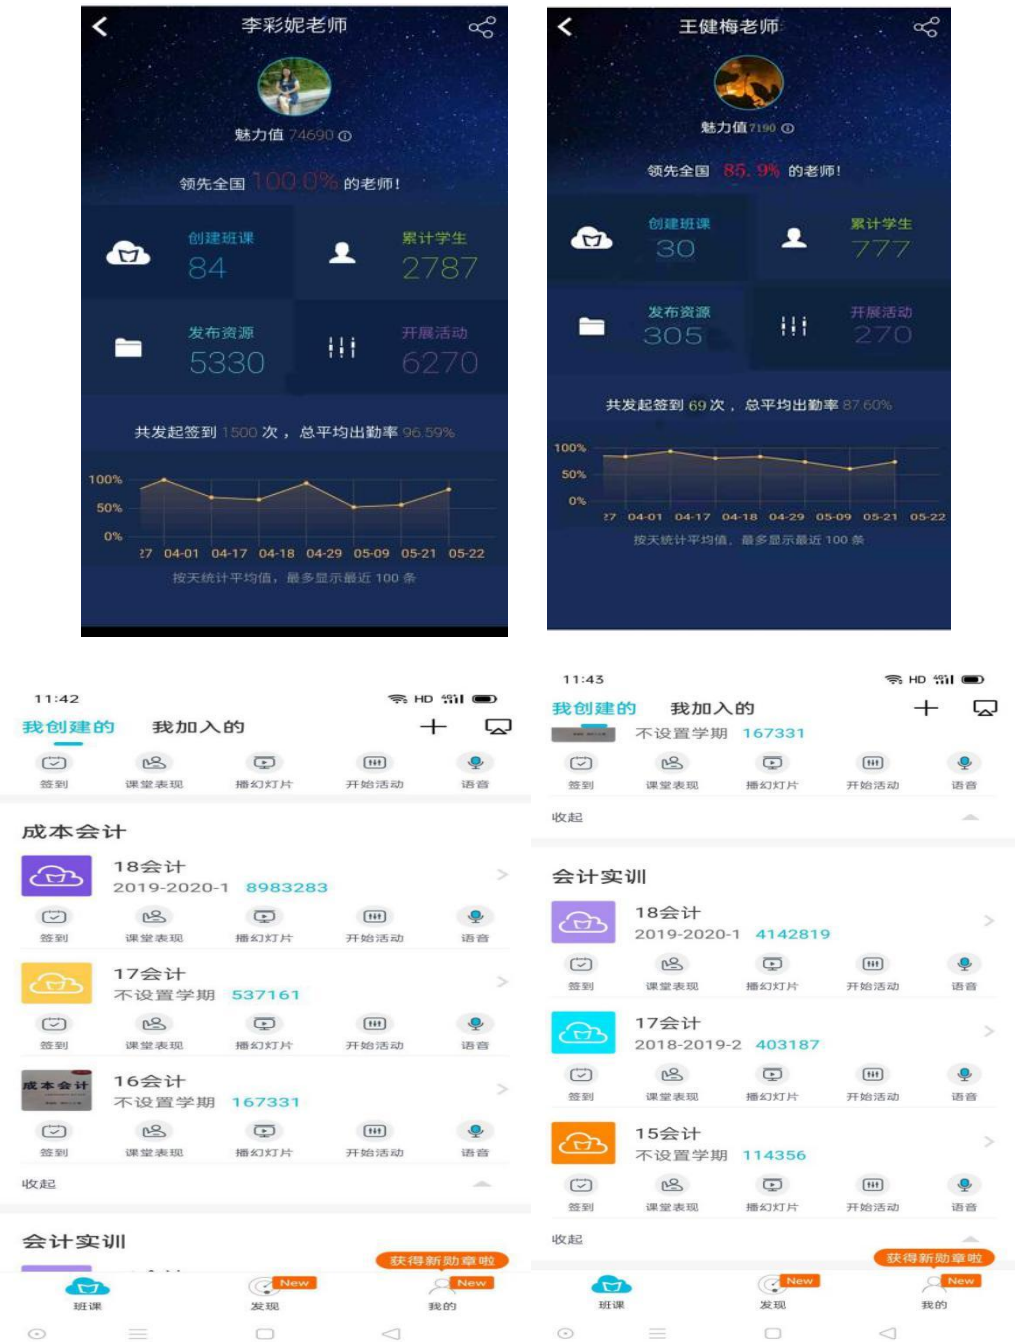 李彩妮老师
魅力值 74690
领先全国 100.0% 的老师!
创建班课
84
累计学生
2787
发布资源
5330
开展活动
6270
共发起签到 1500 次，总平均出勤率 96.59%
100%
50%
0%
27 04-01 04-17 04-18 04-29 05-09 05-21 05-22
按天统计平均值，最多显示最近 100 条
王健梅老师
魅力值7190
领先全国 85.9% 的老师!
创建班课
30
累计学生
777
发布资源
305
开展活动
270
共发起签到 69 次，总平均出勤率 87.60%
100%
50%
0%
27 04-01 04-17 04-18 04-29 05-09 05-21 05-22
按天统计平均值，最多显示最近 100 条
11:42 HD 4G
我创建的 我加入的
签到 课堂表现 播幻灯片 开始活动 语音
成本会计
18会计
2019-2020-1 8983283
签到 课堂表现 播幻灯片 开始活动 语音
17会计
不设置学期 537161
签到 课堂表现 播幻灯片 开始活动 语音
成本会计
16会计
不设置学期 167331
签到 课堂表现 播幻灯片 开始活动 语音
收起
会计实训
获得新勋章啦
New New
班课 发现 我的
11:43 HD 4G
我创建的 我加入的
不设置学期 167331
签到 课堂表现 播幻灯片 开始活动 语音
收起
会计实训
18会计
2019-2020-1 4142819
签到 课堂表现 播幻灯片 开始活动 语音
17会计
2018-2019-2 403187
签到 课堂表现 播幻灯片 开始活动 语音
15会计
不设置学期 114356
签到 课堂表现 播幻灯片 开始活动 语音
收起
获得新勋章啦
New New
班课 发现 我的